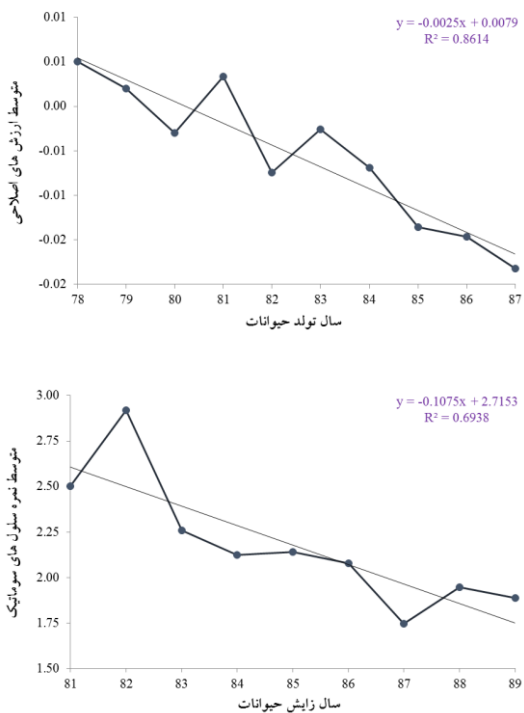 y = -0.0025x + 0.0079
R² = 0.8614
متوسط ارزش های اصلاحی
0.01
0.01
0.00
-0.01
-0.01
-0.02
-0.02
78 79 80 81 82 83 84 85 86 87
سال تولد حیوانات
y = -0.1075x + 2.7153
R² = 0.6938
متوسط نمره سلول های سوماتیک
3.00
2.75
2.50
2.25
2.00
1.75
1.50
81 82 83 84 85 86 87 88 89
سال زایش حیوانات